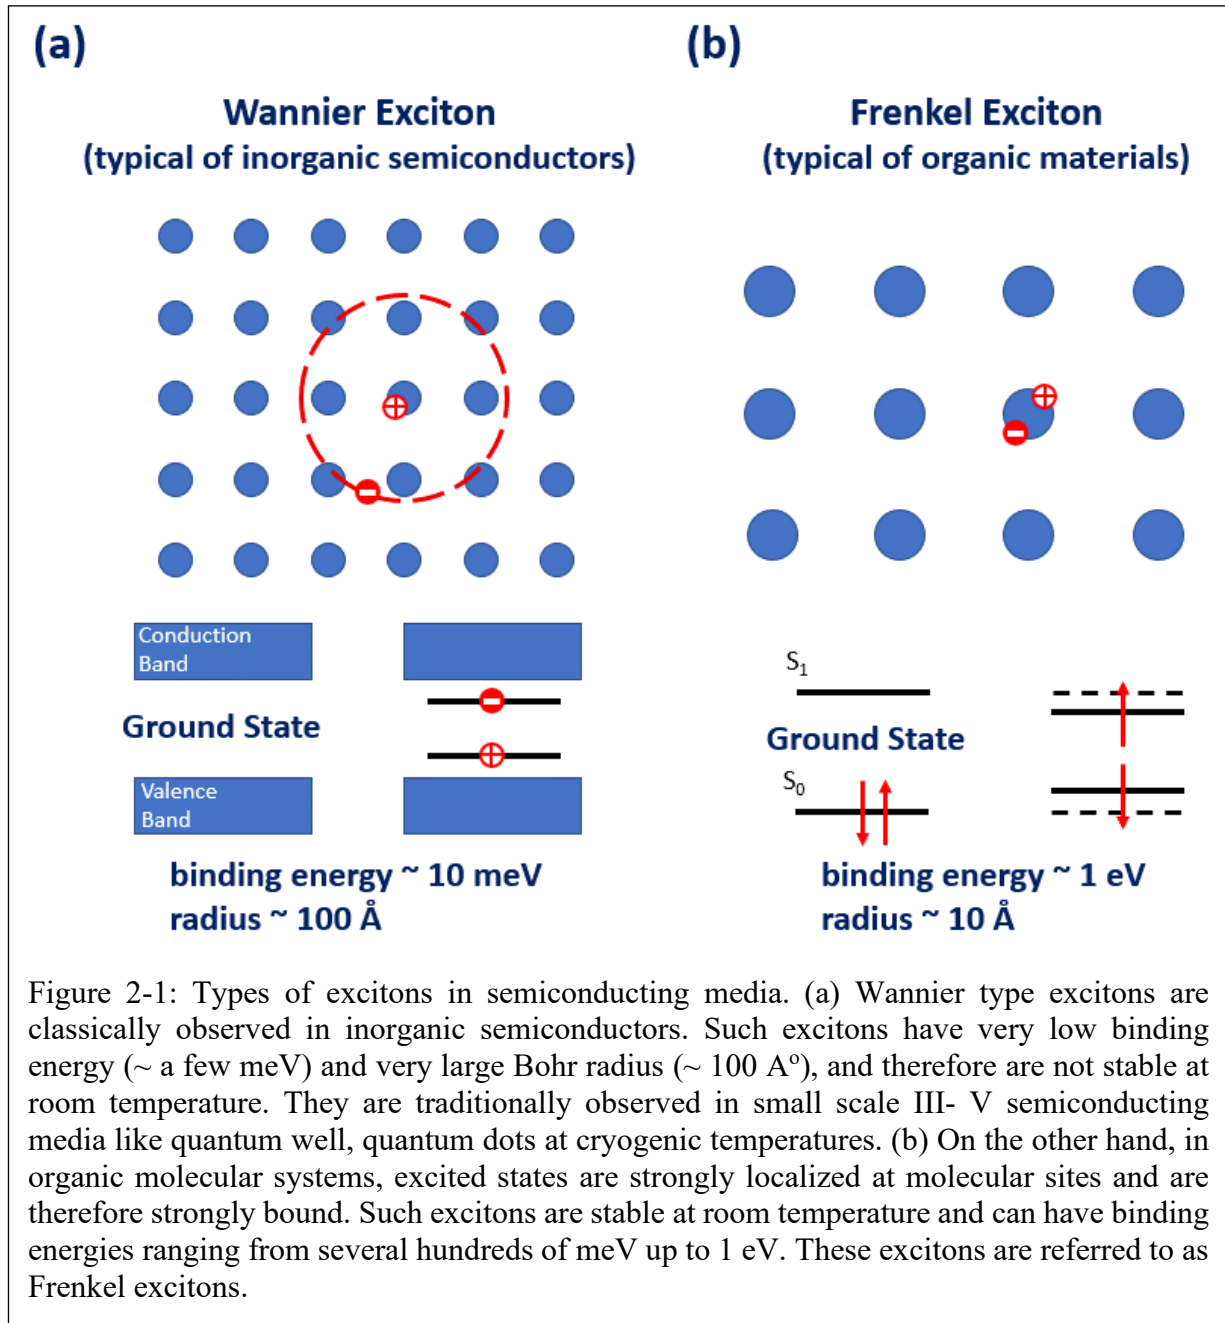 (a)
Wannier Exciton
(typical of inorganic semiconductors)
Conduction
Band
Ground State
Valence
Band
binding energy ~ 10 meV
radius ~ 100 Å
(b)
Frenkel Exciton
(typical of organic materials)
S₁
Ground State
S₀
binding energy ~ 1 eV
radius ~ 10 Å
Figure 2-1: Types of excitons in semiconducting media. (a) Wannier type excitons are
classically observed in inorganic semiconductors. Such excitons have very low binding
energy (~ a few meV) and very large Bohr radius (~ 100 Aº), and therefore are not stable at
room temperature. They are traditionally observed in small scale III- V semiconducting
media like quantum well, quantum dots at cryogenic temperatures. (b) On the other hand, in
organic molecular systems, excited states are strongly localized at molecular sites and are
therefore strongly bound. Such excitons are stable at room temperature and can have binding
energies ranging from several hundreds of meV up to 1 eV. These excitons are referred to as
Frenkel excitons.